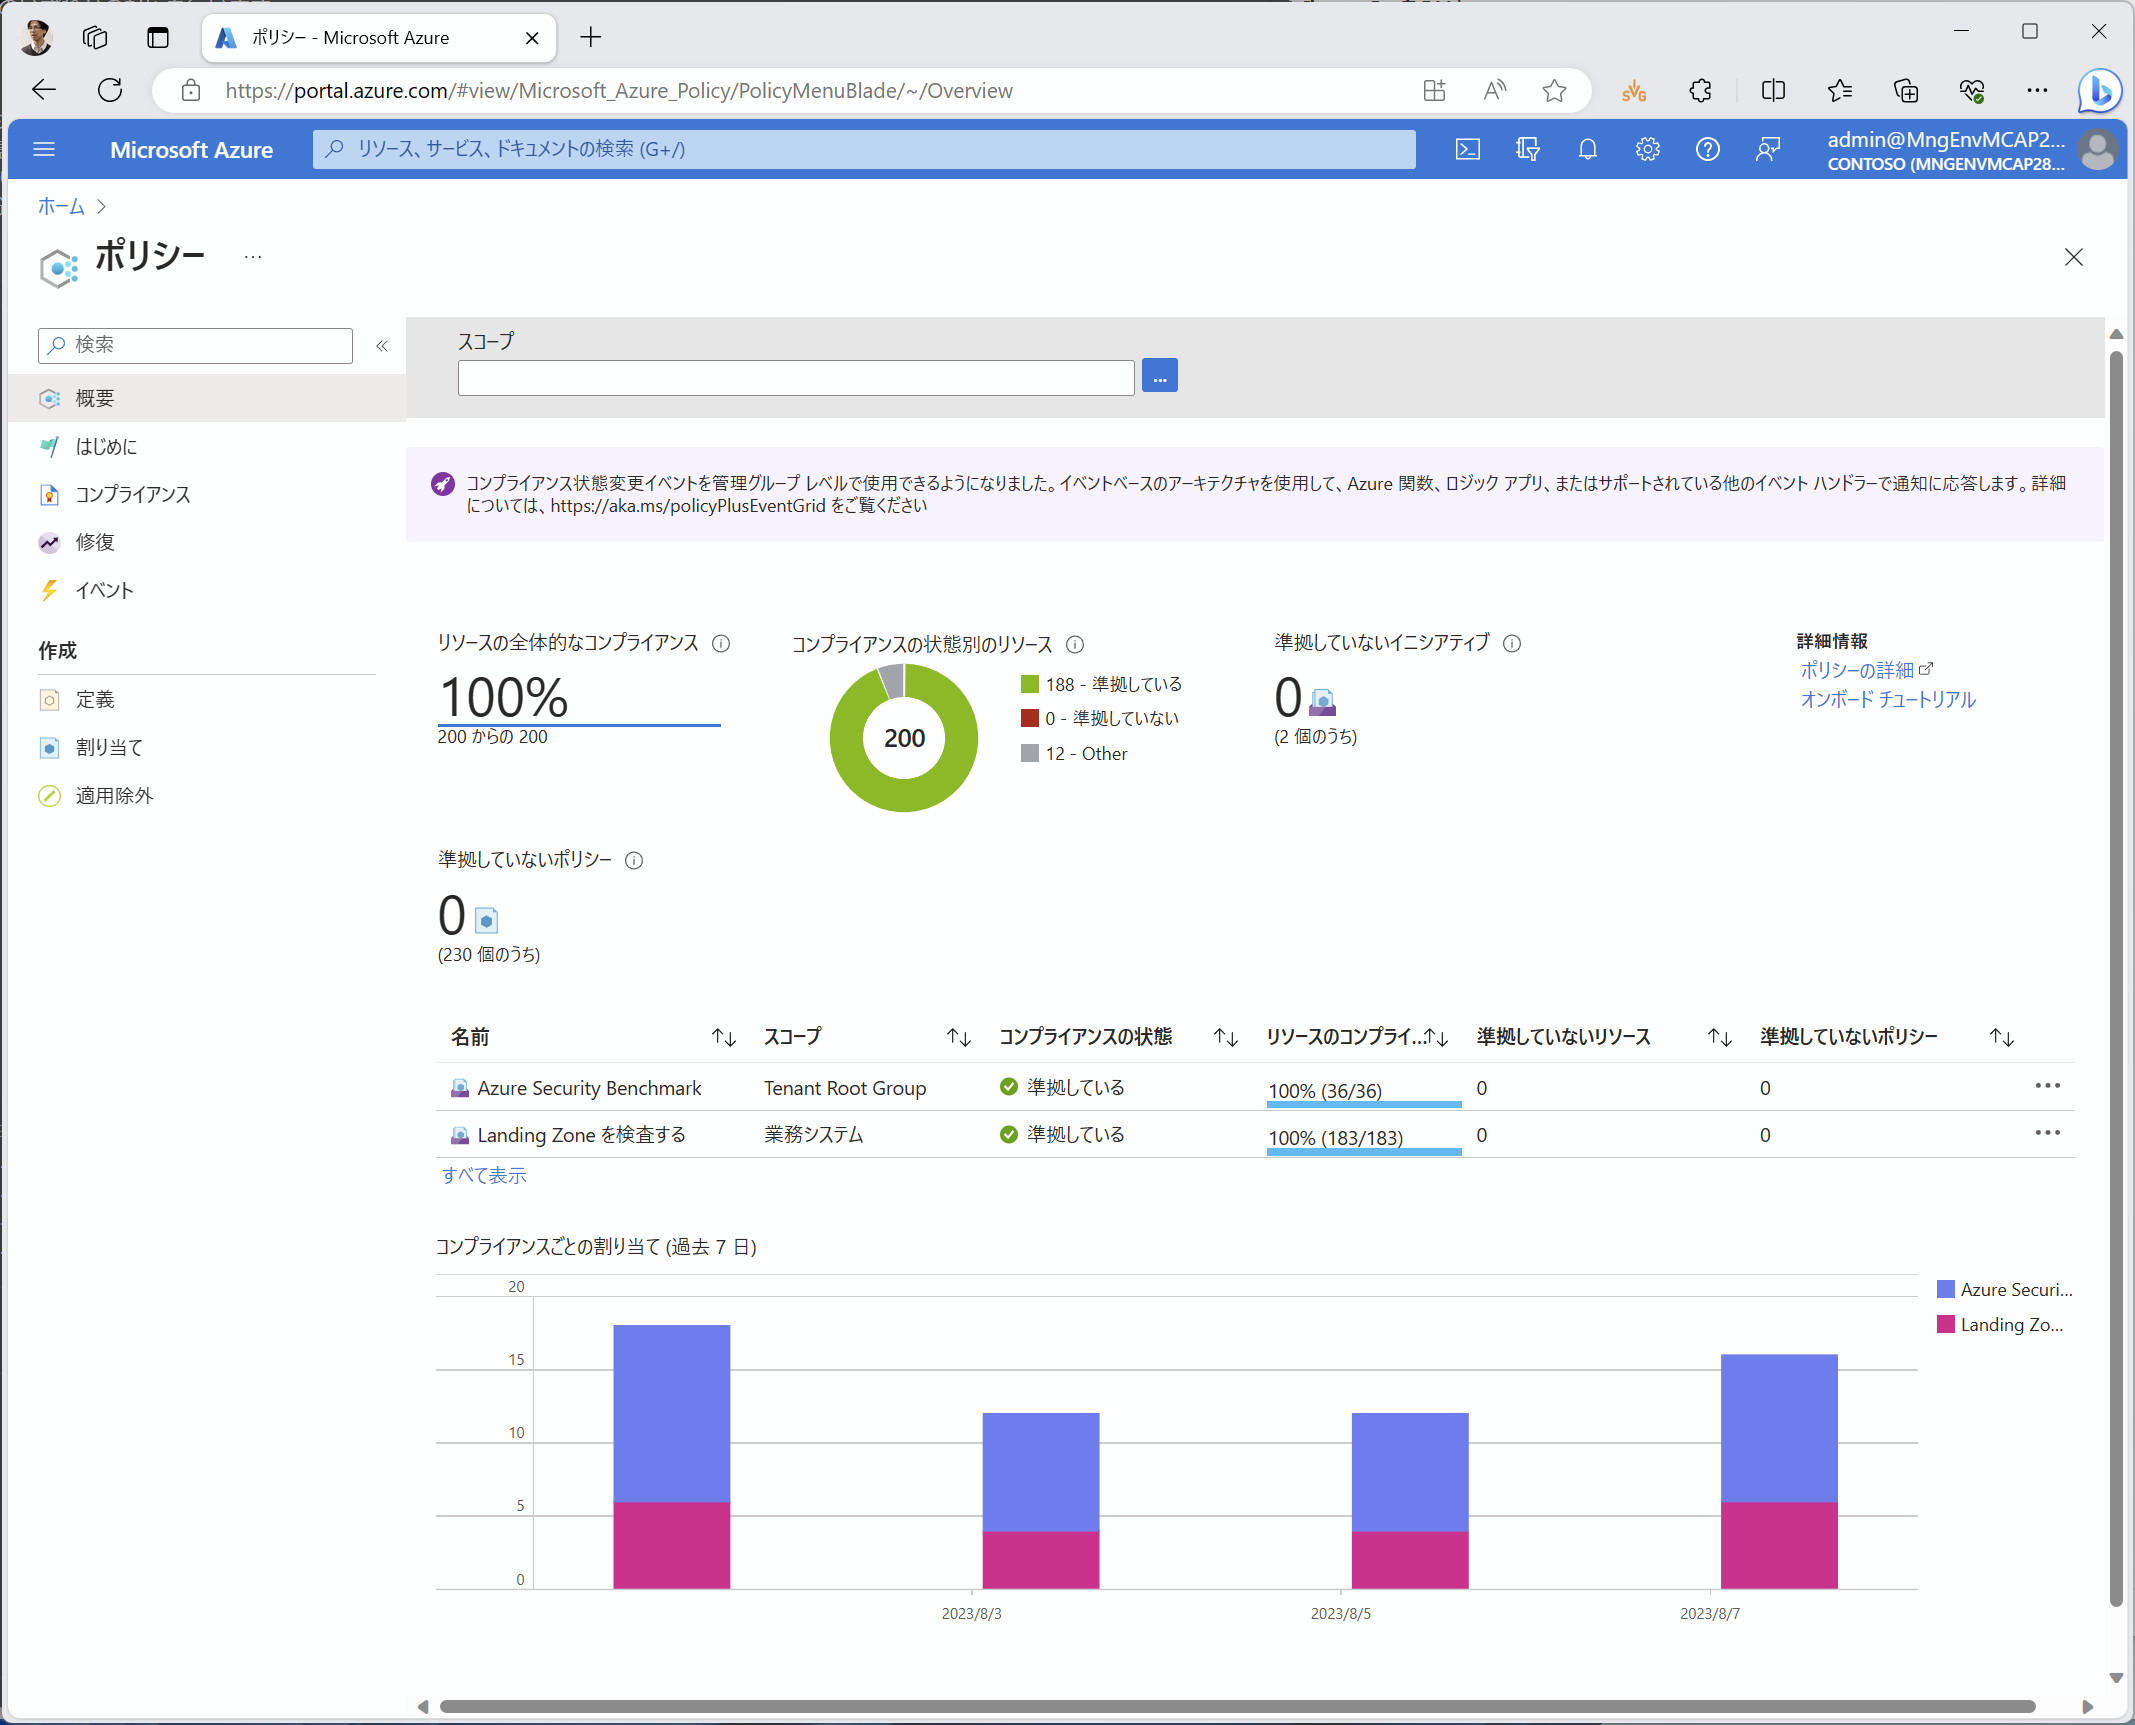 ポリシー - Microsoft Azure
https://portal.azure.com/#view/Microsoft_Azure_Policy/PolicyMenuBlade/~/Overview
Microsoft Azure
リソース、サービス、ドキュメントの検索 (G+/)
admin@MngEnvMCAP2...
CONTOSO (MNGENVMCAP28...
ホーム
ポリシー
検索
概要
はじめに
コンプライアンス
修復
イベント
作成
定義
割り当て
適用除外
スコープ
コンプライアンス状態変更イベントを管理グループ レベルで使用できるようになりました。イベントベースのアーキテクチャを使用して、Azure 関数、ロジック アプリ、またはサポートされている他のイベント ハンドラーで通知に応答します。詳細
については、https://aka.ms/policyPlusEventGrid をご覧ください
リソースの全体的なコンプライアンス
100%
200 からの 200
コンプライアンスの状態別のリソース
200
188 - 準拠している
0 - 準拠していない
12 - Other
準拠していないイニシアティブ
0
(2 個のうち)
詳細情報
ポリシーの詳細
オンボード チュートリアル
準拠していないポリシー
0
(230 個のうち)
名前 スコープ コンプライアンスの状態 リソースのコンプライ... 準拠していないリソース 準拠していないポリシー
Azure Security Benchmark Tenant Root Group 準拠している 100% (36/36) 0 0
Landing Zone を検査する 業務システム 準拠している 100% (183/183) 0 0
すべて表示
コンプライアンスごとの割り当て (過去 7 日)
20
15
10
5
0
2023/8/3 2023/8/5 2023/8/7
Azure Securi...
Landing Zo...